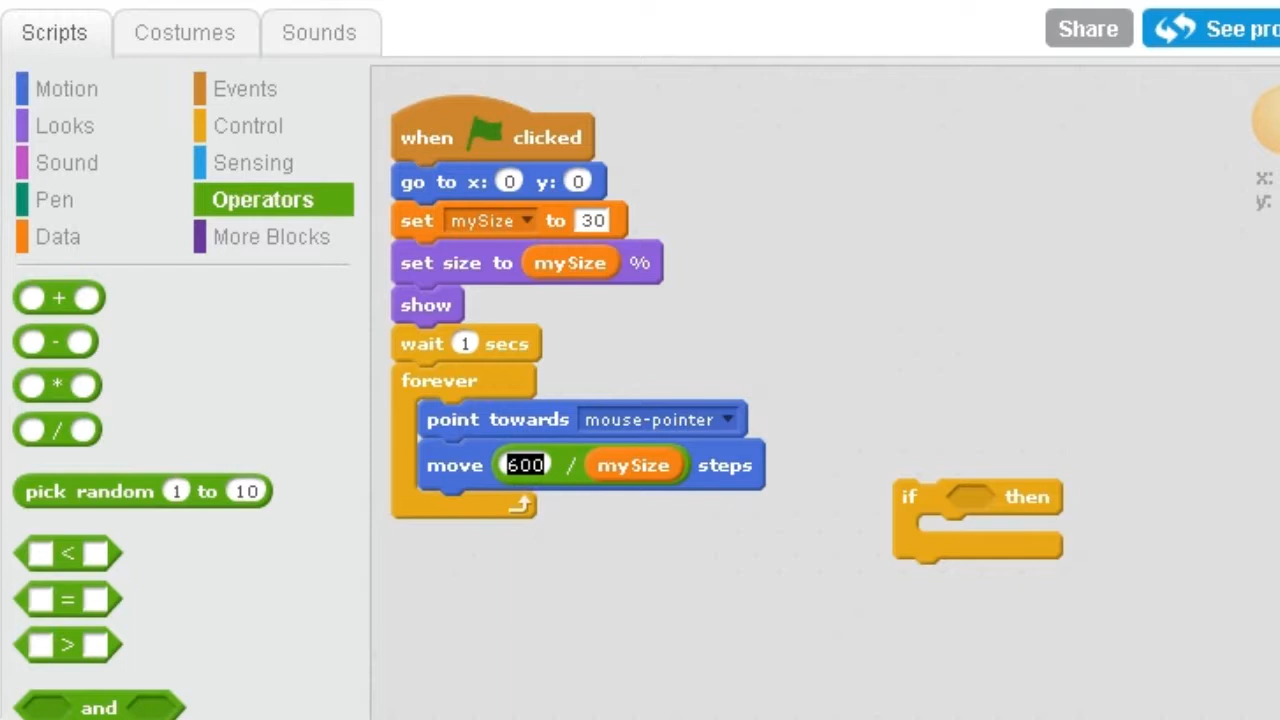 Scripts Costumes Sounds Share See pro
Motion Events
Looks Control
Sound Sensing
Pen Operators
Data More Blocks
+
-
*
/
pick random 1 to 10
<
=
>
and
when clicked
go to x: 0 y: 0
set mySize to 30
set size to mySize %
show
wait 1 secs
forever
point towards mouse-pointer
move 600 / mySize steps
if then
x:
y: